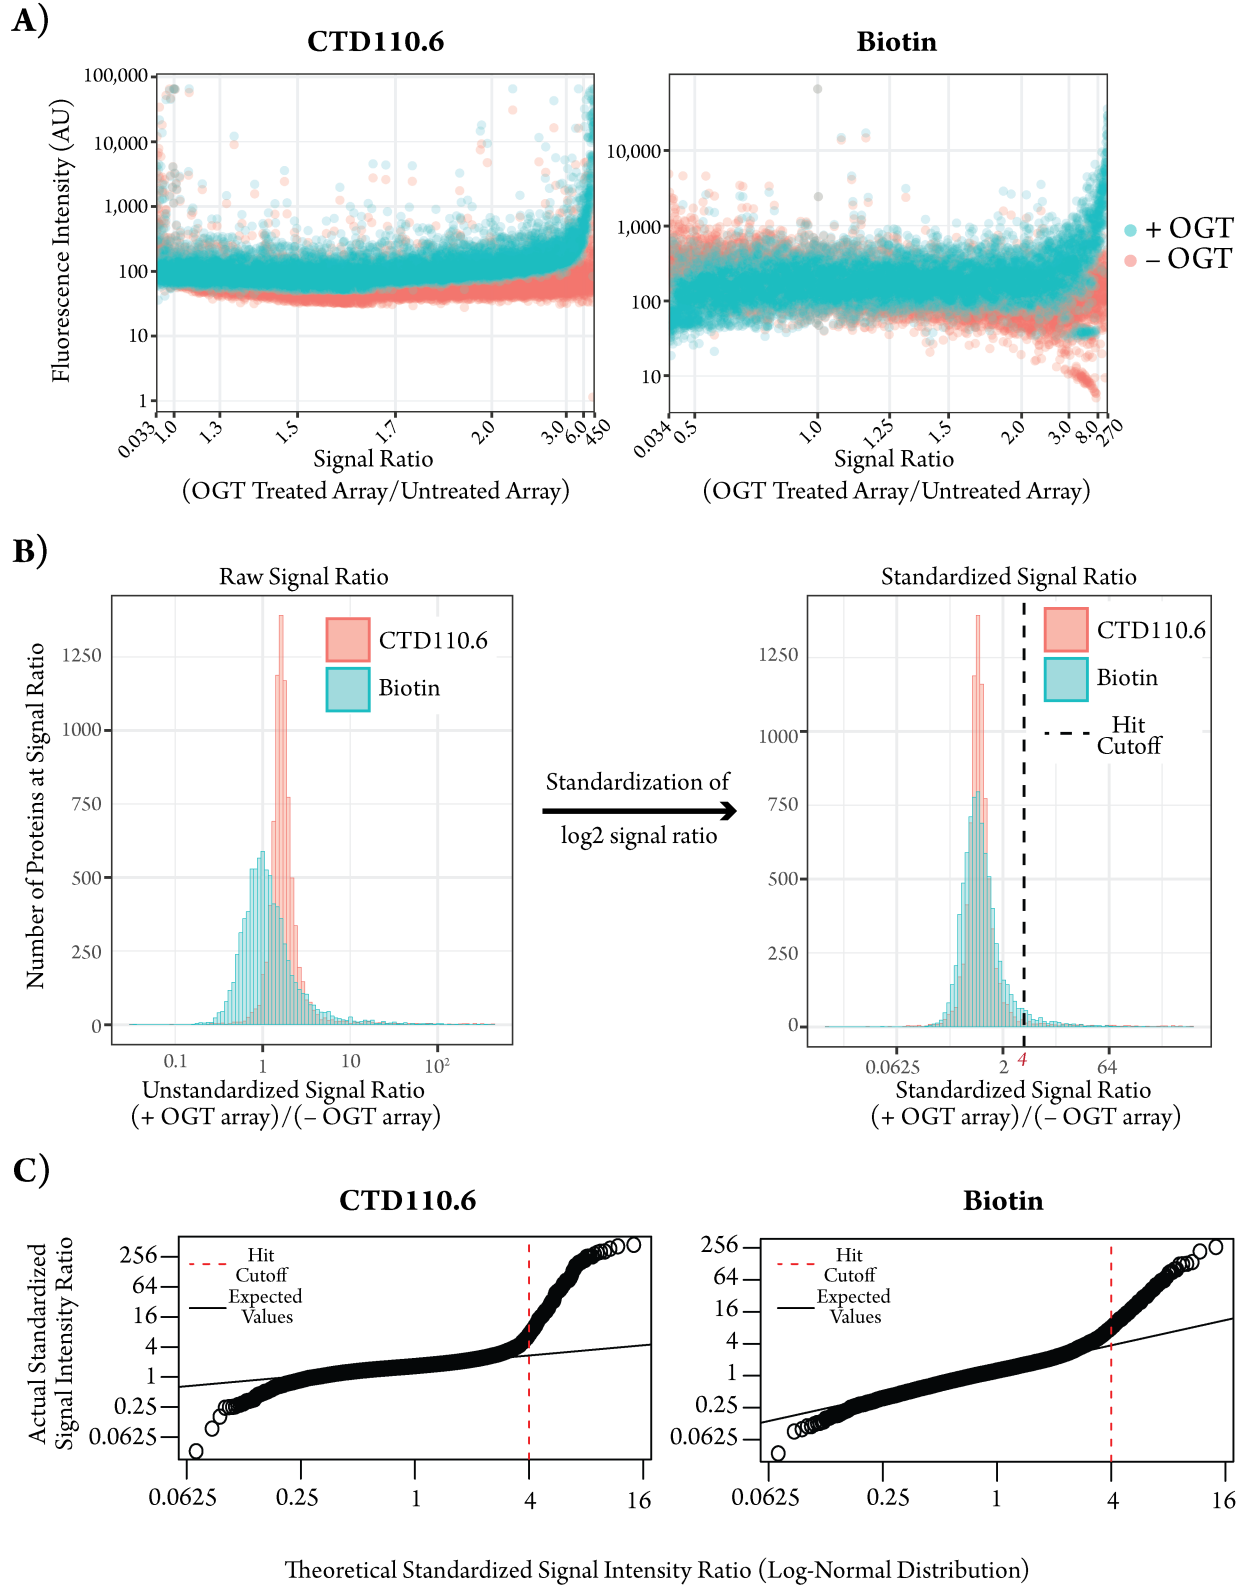 A)
CTD110.6
Biotin
Fluorescence Intensity (AU)
100,000
10,000
1,000
100
10
1
0.033
1.0
1.3
1.5
1.7
2.0
3.0
6.0
450
Signal Ratio
(OGT Treated Array/Untreated Array)
10,000
1,000
100
10
0.034
0.5
1.0
1.25
1.5
2.0
3.0
8.0
270
Signal Ratio
(OGT Treated Array/Untreated Array)
+ OGT
– OGT
B)
Raw Signal Ratio
Number of Proteins at Signal Ratio
1250
1000
750
500
250
0
CTD110.6
Biotin
0.1
1
10
10²
Unstandardized Signal Ratio
(+ OGT array)/(– OGT array)
Standardization of
log2 signal ratio
Standardized Signal Ratio
1250
1000
750
500
250
0
CTD110.6
Biotin
Hit
Cutoff
0.0625
2
4
64
Standardized Signal Ratio
(+ OGT array)/(– OGT array)
C)
CTD110.6
Biotin
Actual Standardized
Signal Intensity Ratio
256
64
16
4
1
0.25
0.0625
Hit
Cutoff
Expected
Values
0.0625
0.25
1
4
16
256
64
16
4
1
0.25
0.0625
Hit
Cutoff
Expected
Values
0.0625
0.25
1
4
16
Theoretical Standardized Signal Intensity Ratio (Log-Normal Distribution)